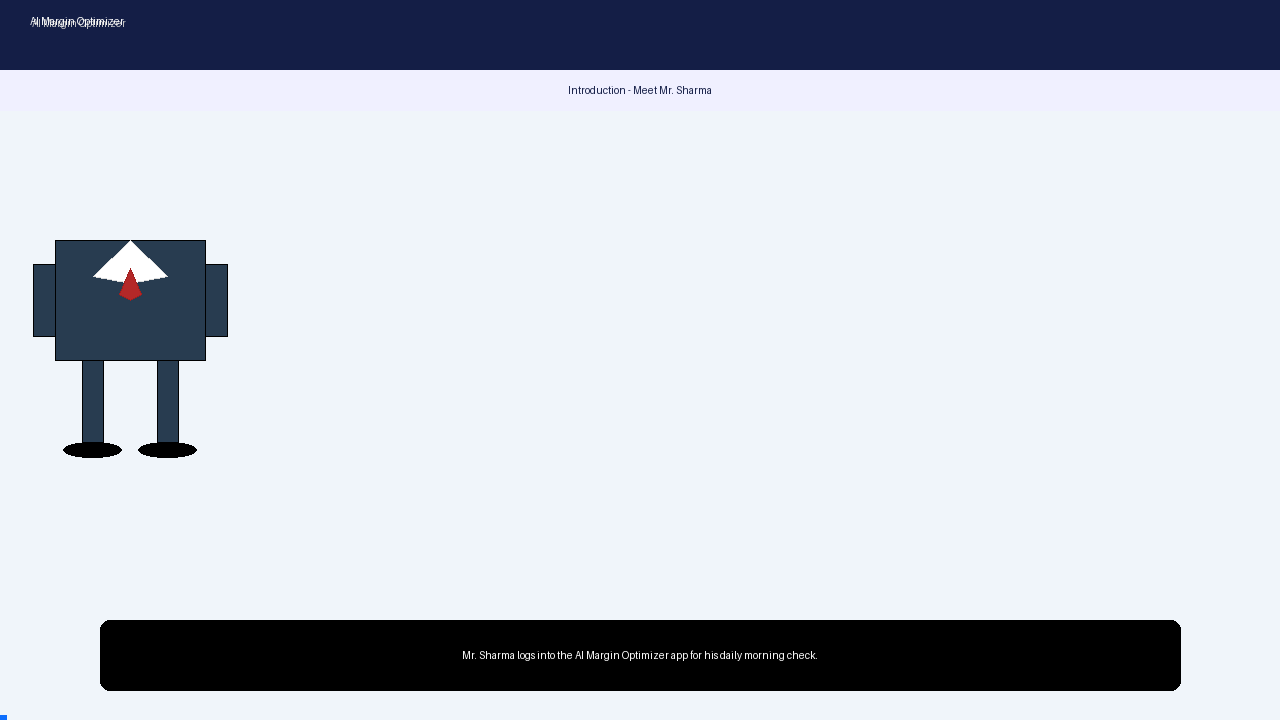 AI Margin Optimizer
Introduction - Meet Mr. Sharma
Mr. Sharma logs into the AI Margin Optimizer app for his daily morning check.